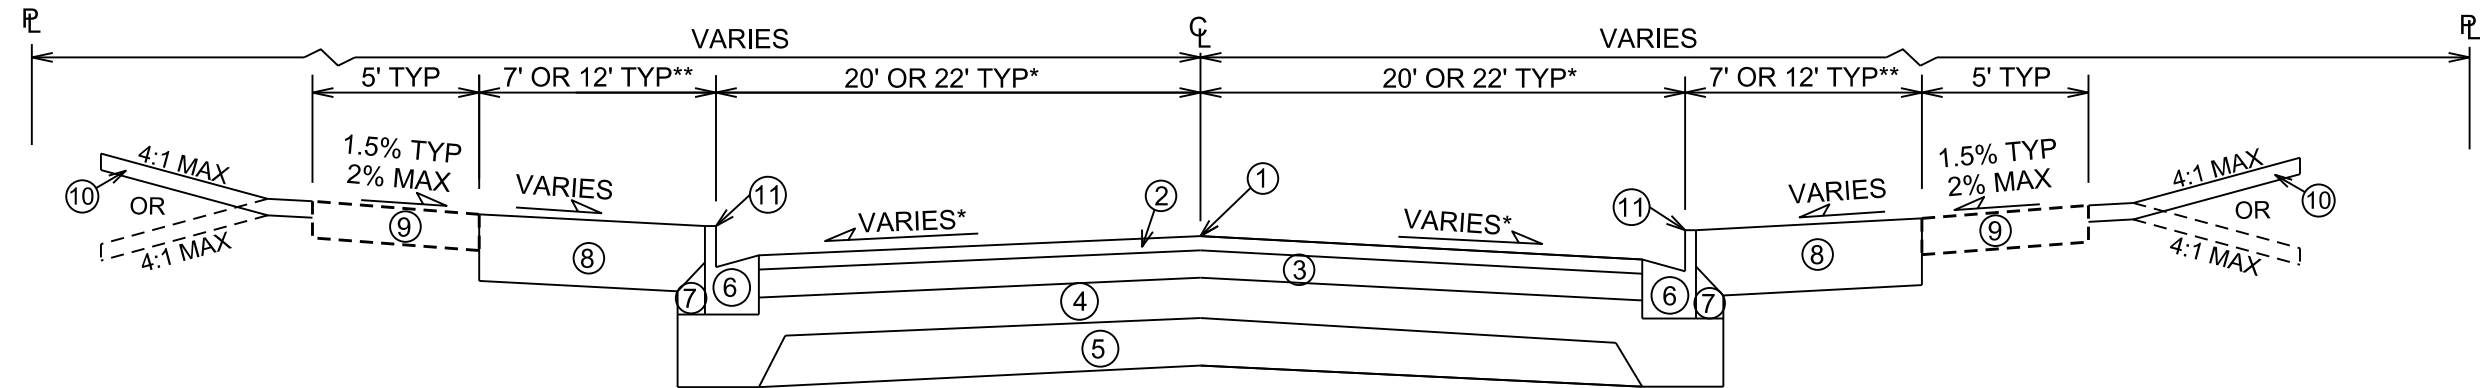 PL
CL
PL
VARIES
VARIES
5' TYP
7' OR 12' TYP**
20' OR 22' TYP*
20' OR 22' TYP*
7' OR 12' TYP**
5' TYP
4:1 MAX
1.5% TYP
2% MAX
VARIES
11
2
1
11
VARIES
1.5% TYP
2% MAX
4:1 MAX
10
OR
9
VARIES*
VARIES*
9
OR
10
4:1 MAX
8
7
6
3
6
7
8
4:1 MAX
4
5